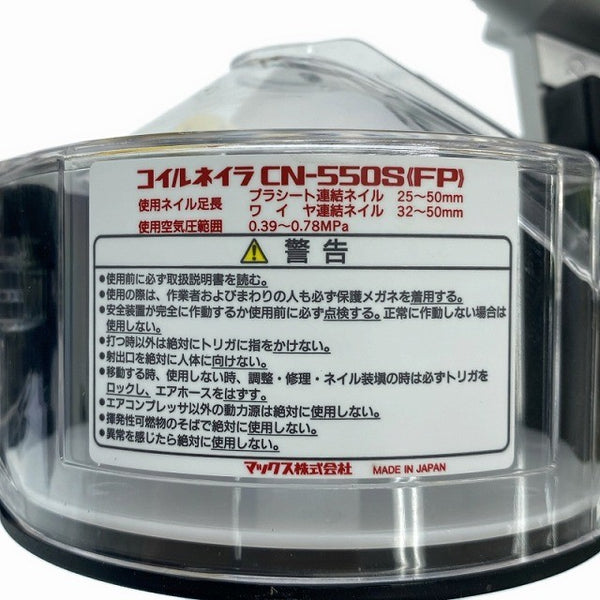 コイルネイラ CN-550S(FP)
使用ネイル足長 プラシート連結ネイル 25～50mm
ワイヤ連結ネイル 32～50mm
使用空気圧範囲 0.39～0.78MPa
警告
●使用前に必ず取扱説明書を読む。
●使用の際は、作業者およびまわりの人も必ず保護メガネを着用する。
●安全装置が完全に作動するか使用前に必ず点検する。正常に作動しない場合は
使用しない。
●打つ時以外は絶対にトリガに指をかけない。
●射出口を絶対に人体に向けない。
●移動する時、使用しない時、調整・修理・ネイル装塡の時は必ずトリガを
ロックし、エアホースをはずす。
●エアコンプレッサ以外の動力源は絶対に使用しない。
●揮発性可燃物のそばで絶対に使用しない。
●異常を感じたら絶対に使用しない。
マックス株式会社 MADE IN JAPAN